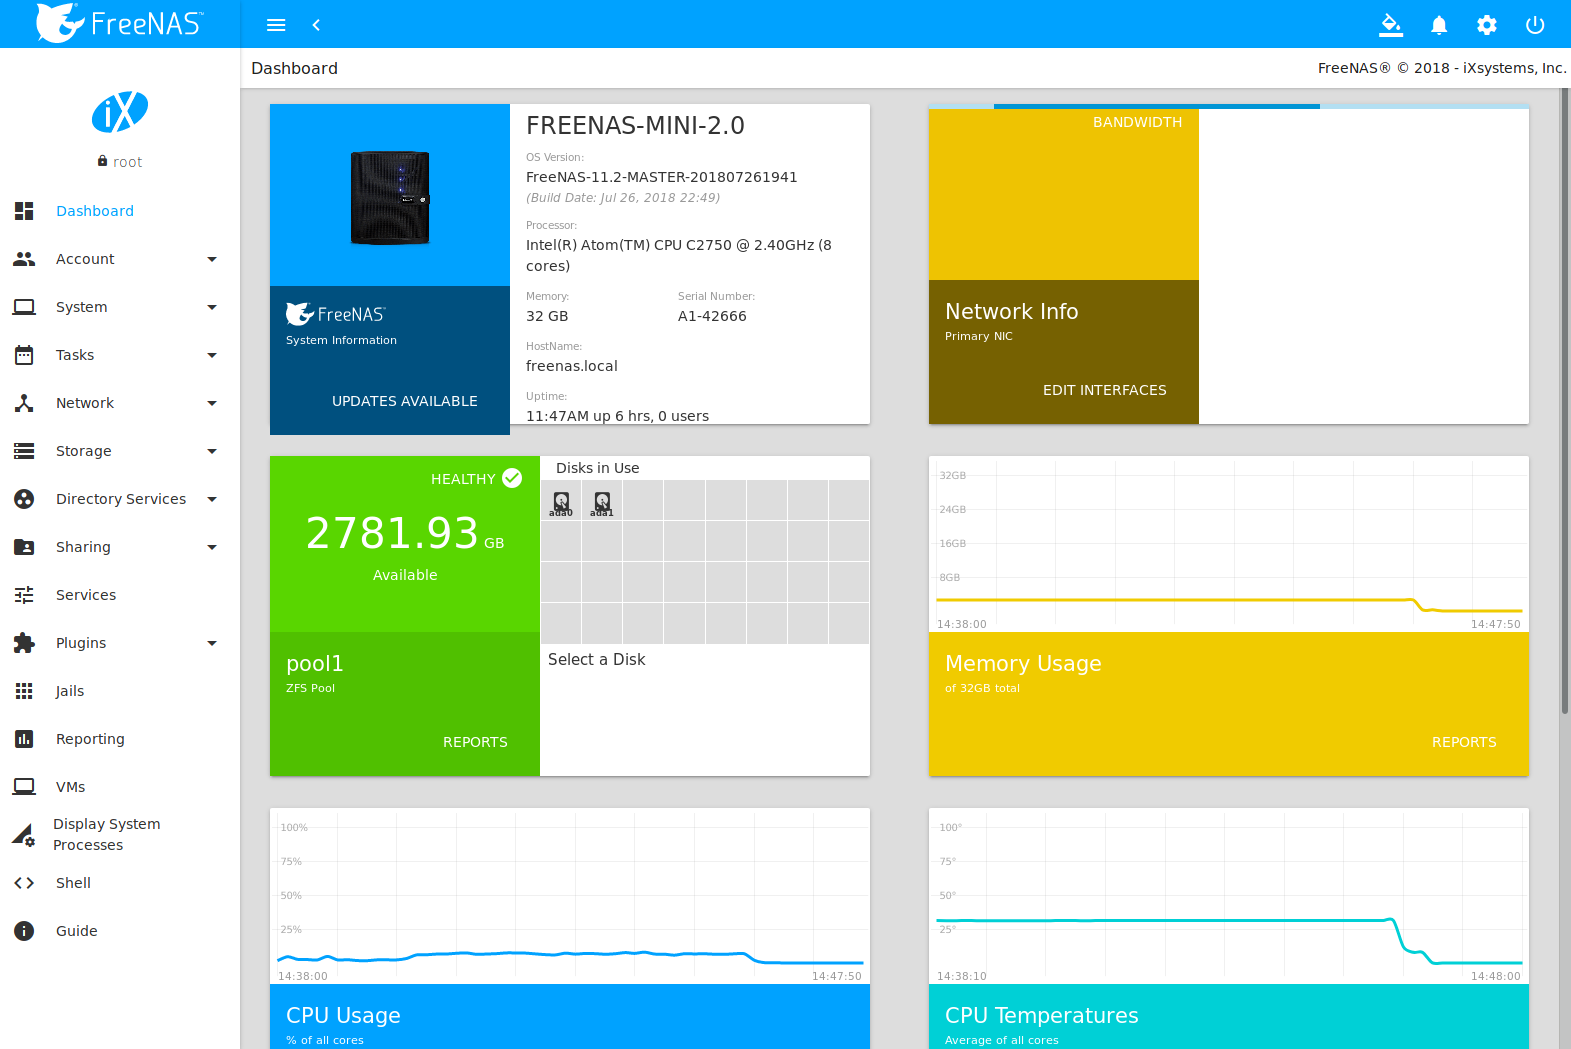 FreeNAS™
Dashboard
FreeNAS® © 2018 - iXsystems, Inc.
iX
root
Dashboard
Account
System
Tasks
Network
Storage
Directory Services
Sharing
Services
Plugins
Jails
Reporting
VMs
Display System
Processes
Shell
Guide
FREENAS-MINI-2.0
OS Version:
FreeNAS-11.2-MASTER-201807261941
(Build Date: Jul 26, 2018 22:49)
Processor:
Intel(R) Atom(TM) CPU C2750 @ 2.40GHz (8
cores)
Memory:
32 GB
Serial Number:
A1-42666
HostName:
freenas.local
Uptime:
11:47AM up 6 hrs, 0 users
FreeNAS
System Information
UPDATES AVAILABLE
BANDWIDTH
Network Info
Primary NIC
EDIT INTERFACES
HEALTHY
2781.93 GB
Available
pool1
ZFS Pool
REPORTS
Disks in Use
ada0
ada1
Select a Disk
32GB
24GB
16GB
8GB
14:38:00
14:47:50
Memory Usage
of 32GB total
REPORTS
100%
75%
50%
25%
14:38:00
14:47:50
CPU Usage
% of all cores
100°
75°
50°
25°
14:38:10
14:48:00
CPU Temperatures
Average of all cores